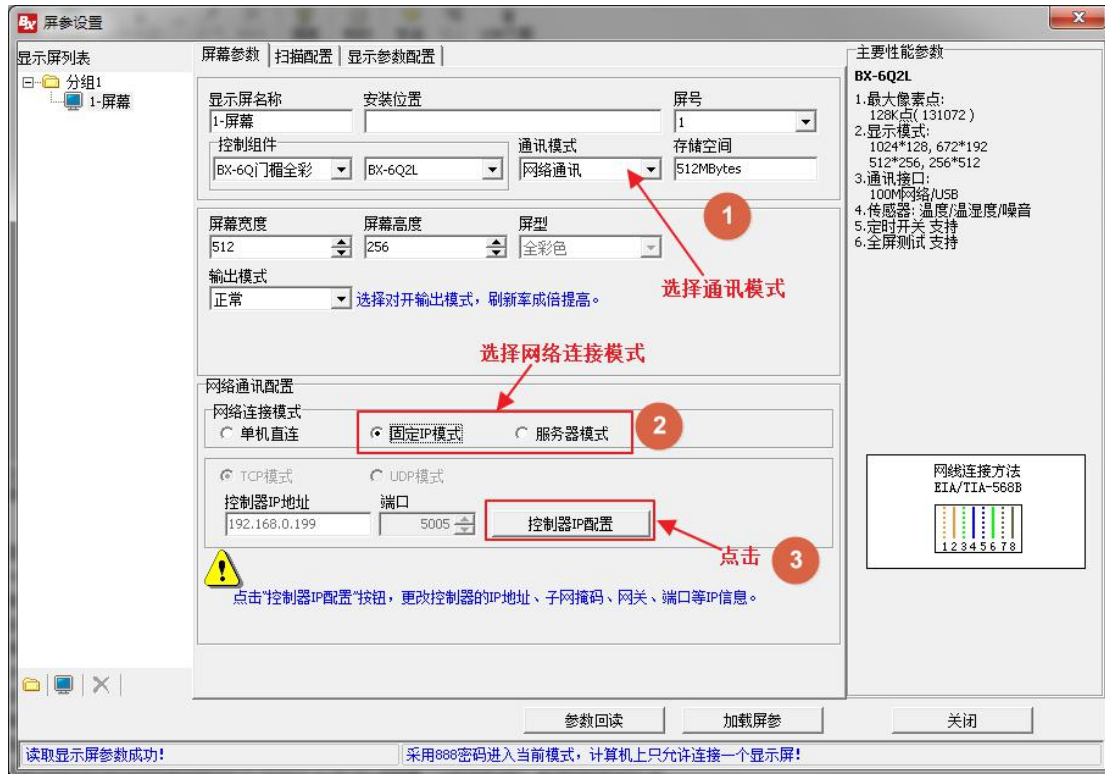 BX 屏参设置
显示屏列表
分组1
1-屏幕
屏幕参数 扫描配置 显示参数配置
显示屏名称 安装位置 屏号
1-屏幕 1
控制组件 通讯模式 存储空间
BX-6Q门楣全彩 BX-6Q2L 网络通讯 512MBytes
1
屏幕宽度 屏幕高度 屏型
512 256 全彩色
选择通讯模式
输出模式
正常 选择对开输出模式，刷新率成倍提高。
选择网络连接模式
网络通讯配置
网络连接模式
单机直连 固定IP模式 服务器模式 2
TCP模式 UDP模式
控制器IP地址 端口
192.168.0.199 5005 控制器IP配置
点击 3
点击"控制器IP配置"按钮，更改控制器的IP地址、子网掩码、网关、端口等IP信息。
主要性能参数
BX-6Q2L
1.最大像素点:
128K点(131072)
2.显示模式:
1024*128, 672*192
512*256, 256*512
3.通讯接口:
100M网络/USB
4.传感器:温度/温湿度/噪音
5.定时开关 支持
6.全屏测试 支持
网线连接方法
EIA/TIA-568B
12345678
参数回读 加载屏参 关闭
读取显示屏参数成功! 采用888密码进入当前模式，计算机上只允许连接一个显示屏!